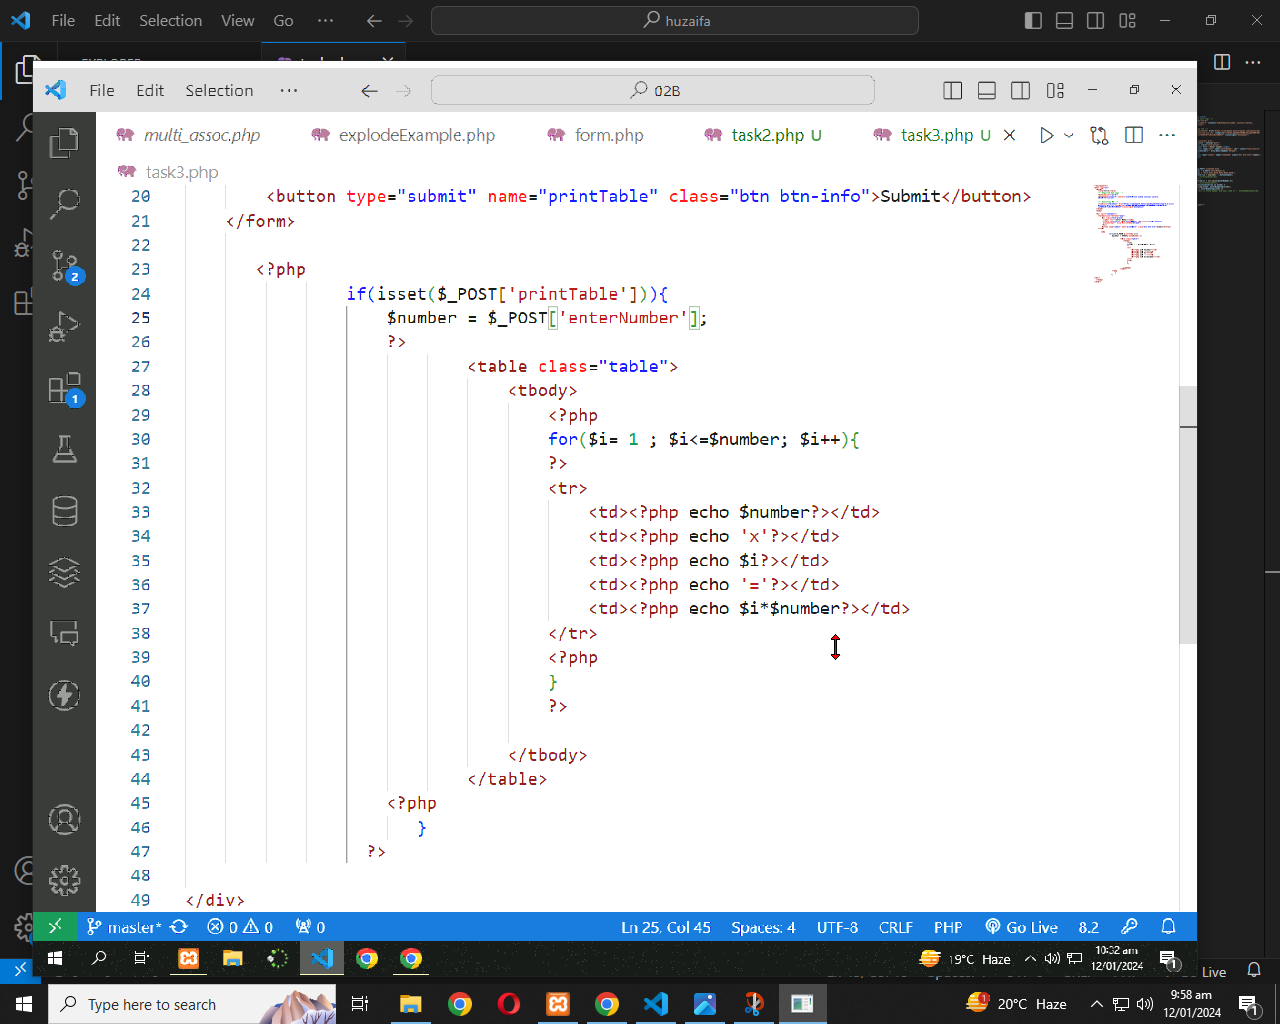 File Edit Selection View Go ··· huzaifa
File Edit Selection ··· 02B
multi_assoc.php explodeExample.php form.php task2.php U task3.php U
task3.php
20 <button type="submit" name="printTable" class="btn btn-info">Submit</button>
21 </form>
22
23 <?php
24 if(isset($_POST['printTable'])){
25 $number = $_POST['enterNumber'];
26 ?>
27 <table class="table">
28 <tbody>
29 <?php
30 for($i= 1 ; $i<=$number; $i++){
31 ?>
32 <tr>
33 <td><?php echo $number?></td>
34 <td><?php echo 'x'?></td>
35 <td><?php echo $i?></td>
36 <td><?php echo '='?></td>
37 <td><?php echo $i*$number?></td>
38 </tr>
39 <?php
40 }
41 ?>
42
43 </tbody>
44 </table>
45 <?php
46 }
47 ?>
48
49 </div>
2
1
master* 0 0 0 Ln 25, Col 45 Spaces: 4 UTF-8 CRLF PHP Go Live 8.2
19°C Haze 10:32 am
12/01/2024 1
Live
Type here to search 1 20°C Haze 9:58 am
12/01/2024 1